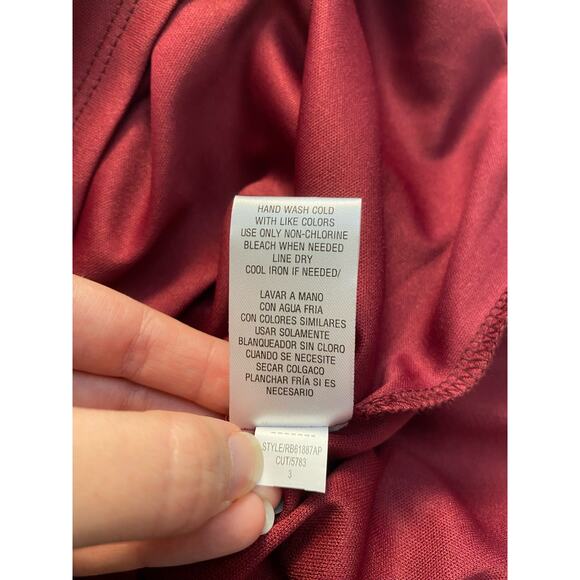 HAND WASH COLD
WITH LIKE COLORS
USE ONLY NON-CHLORINE
BLEACH WHEN NEEDED
LINE DRY
COOL IRON IF NEEDED/
LAVAR A MANO
CON AGUA FRIA
CON COLORES SIMILARES
USAR SOLAMENTE
BLANQUEADOR SIN CLORO
CUANDO SE NECESITE
SECAR COLGACO
PLANCHAR FRÍA SI ES
NECESARIO
STYLE/RB61887AP
CUT/5783
3